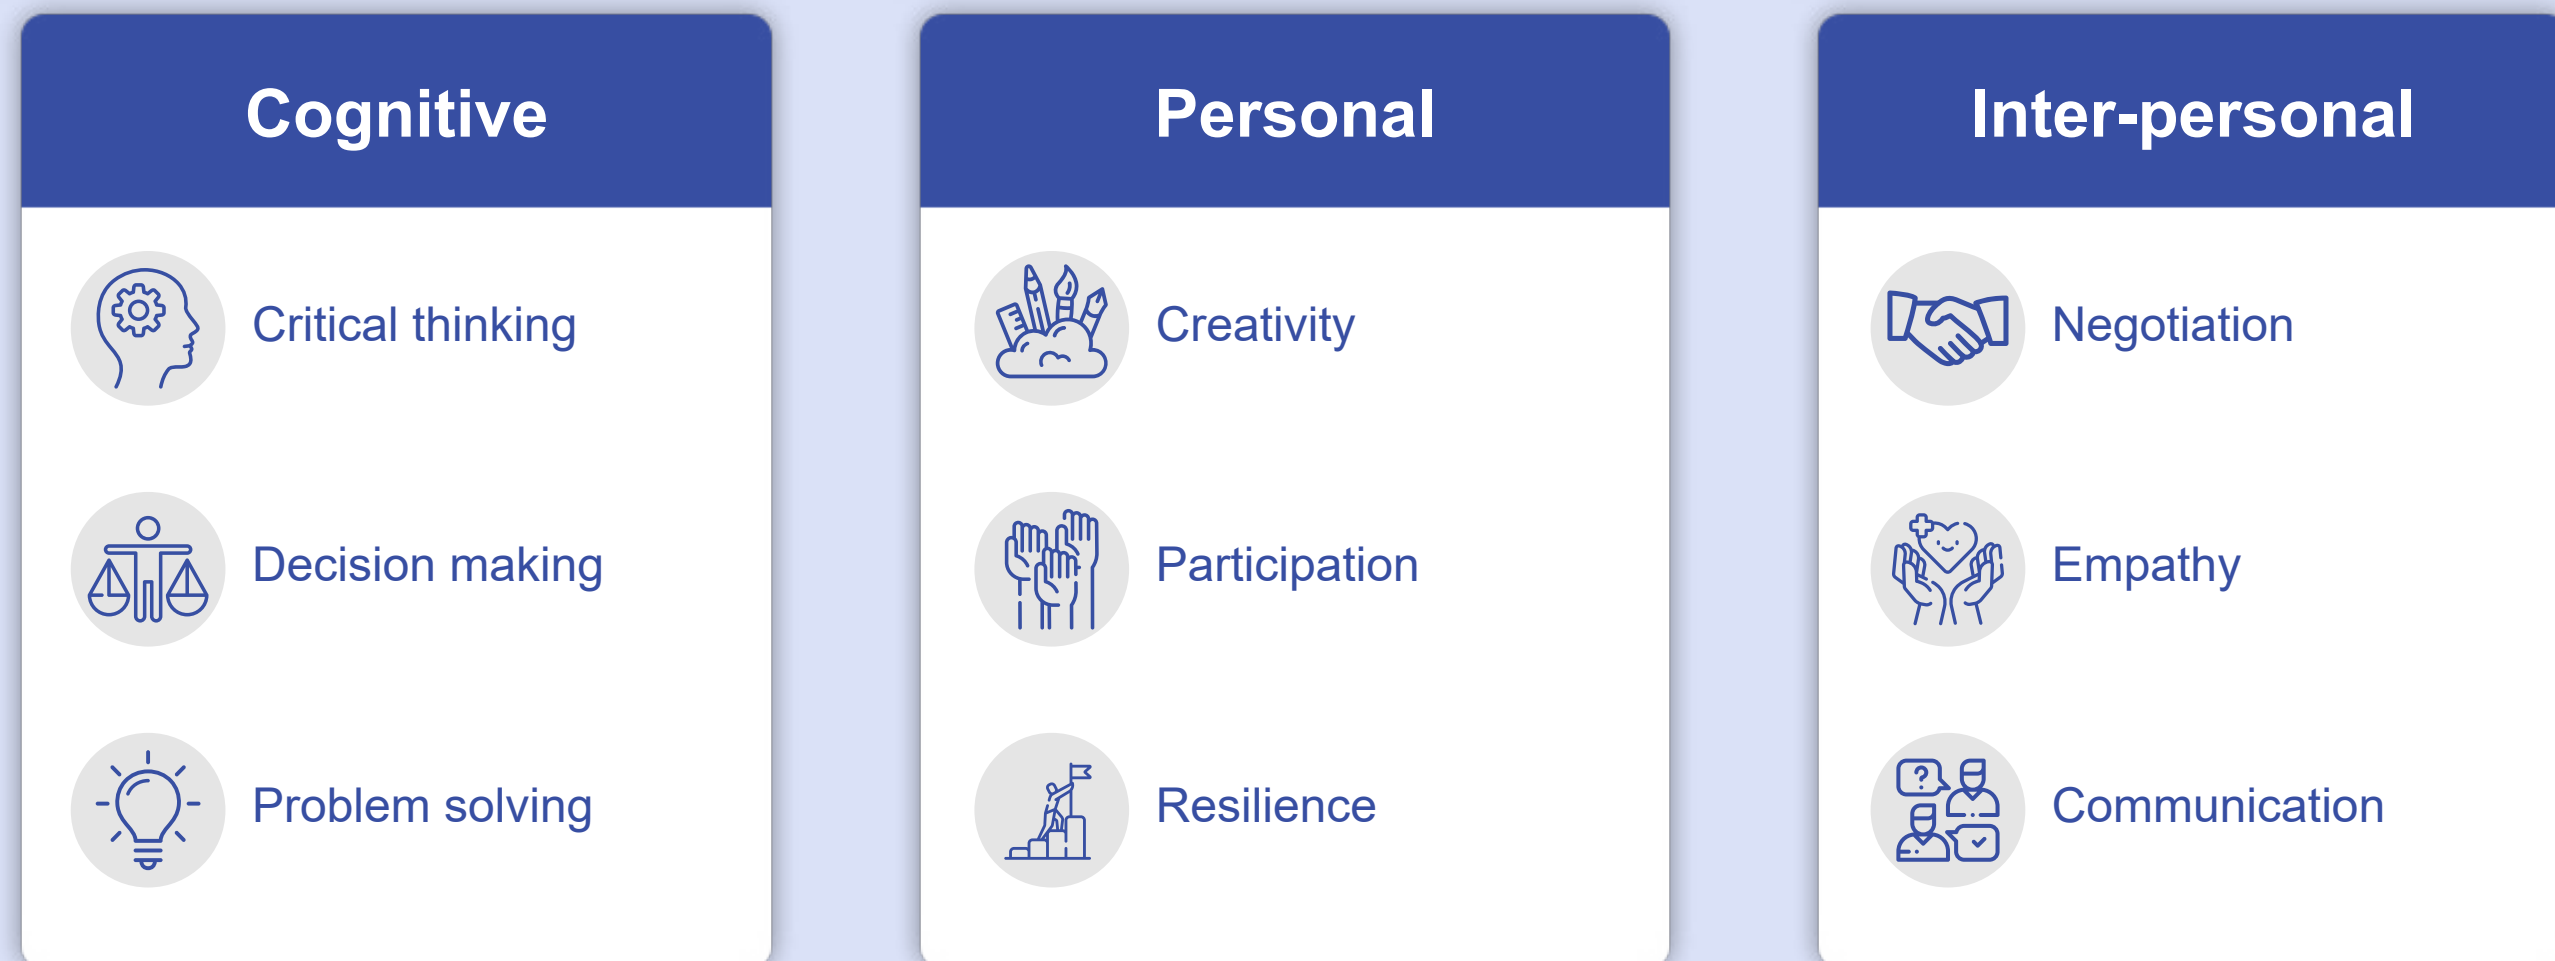 Cognitive
Critical thinking
Decision making
Problem solving
Personal
Creativity
Participation
Resilience
Inter-personal
Negotiation
Empathy
Communication